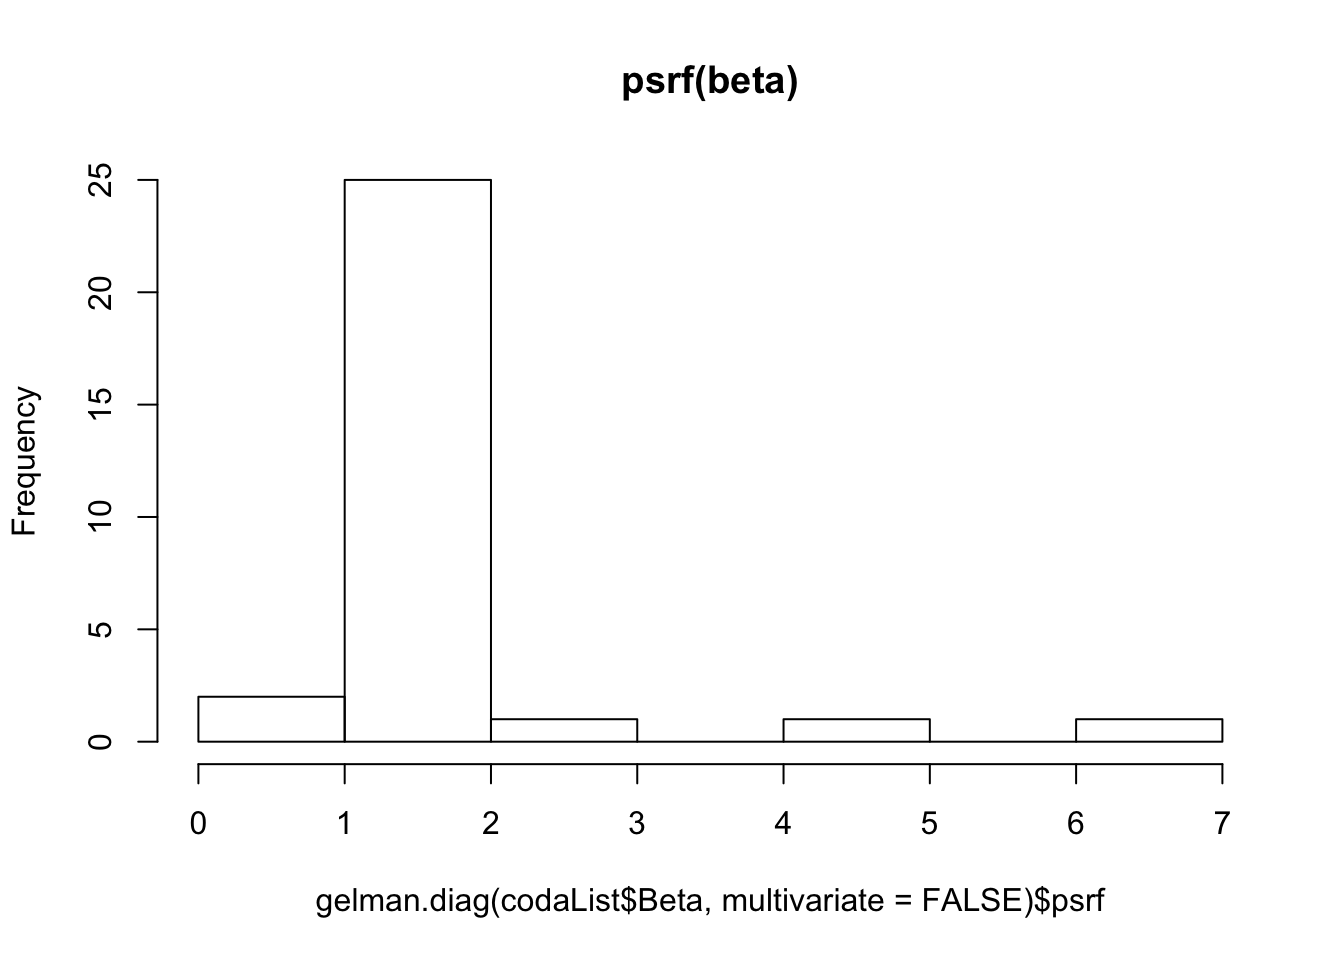 psrf(beta)
25
20
15
10
5
0
Frequency
0 1 2 3 4 5 6 7
gelman.diag(codaList$Beta, multivariate = FALSE)$psrf